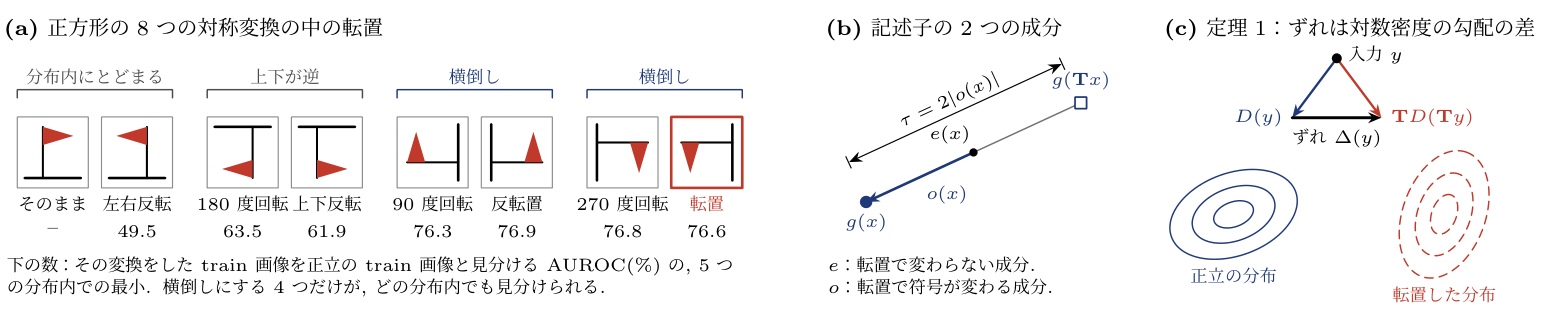 (a) 正方形の 8 つの対称変換の中の転置
分布内にとどまる
上下が逆
横倒し
横倒し
そのまま 左右反転 180 度回転 上下反転 90 度回転 反転置 270 度回転 転置
– 49.5 63.5 61.9 76.3 76.9 76.8 76.6
下の数：その変換をした train 画像を正立の train 画像と見分ける AUROC(%) の, 5 つ
の分布内での最小. 横倒しにする 4 つだけが, どの分布内でも見分けられる.
(b) 記述子の 2 つの成分
τ = 2|o(x)|
g(Tx)
e(x)
o(x)
g(x)
e：転置で変わらない成分.
o：転置で符号が変わる成分.
(c) 定理 1：ずれは対数密度の勾配の差
入力 y
D(y)
TD(Ty)
ずれ Δ(y)
正立の分布
転置した分布